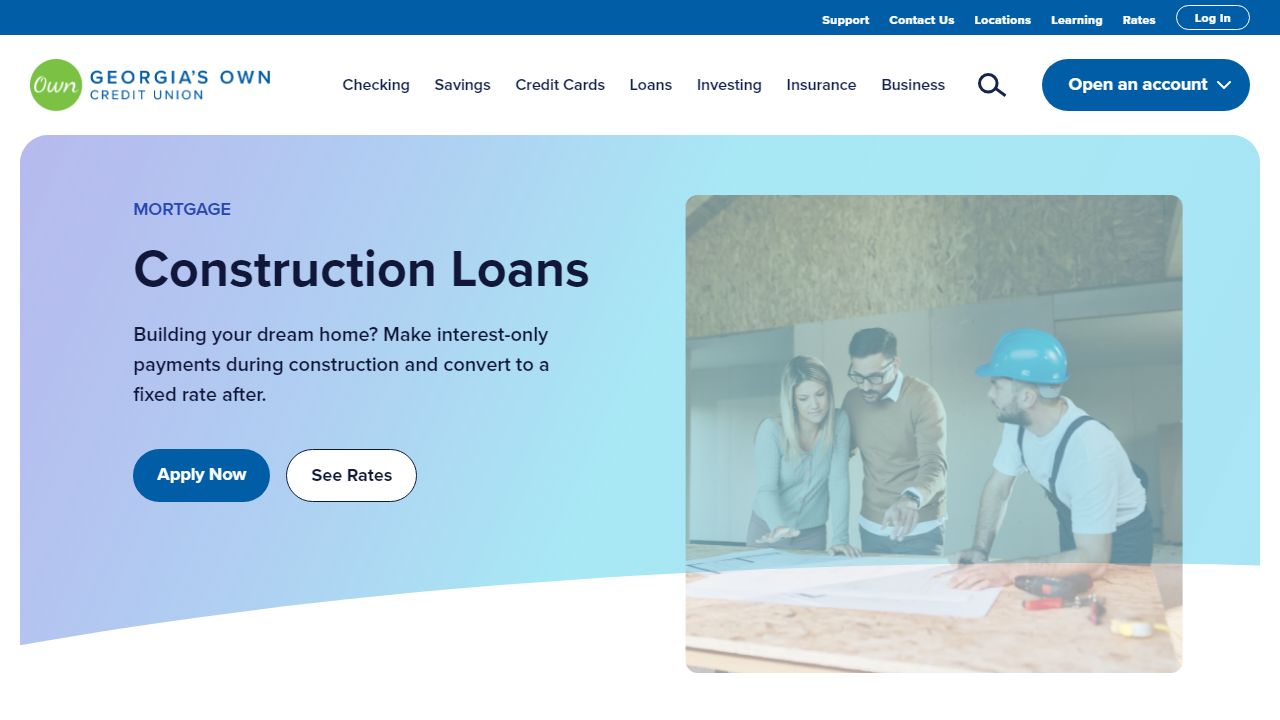 Support Contact Us Locations Learning Rates Log In
Own GEORGIA'S OWN
CREDIT UNION
Checking Savings Credit Cards Loans Investing Insurance Business Open an account
MORTGAGE
Construction Loans
Building your dream home? Make interest-only
payments during construction and convert to a
fixed rate after.
Apply Now See Rates